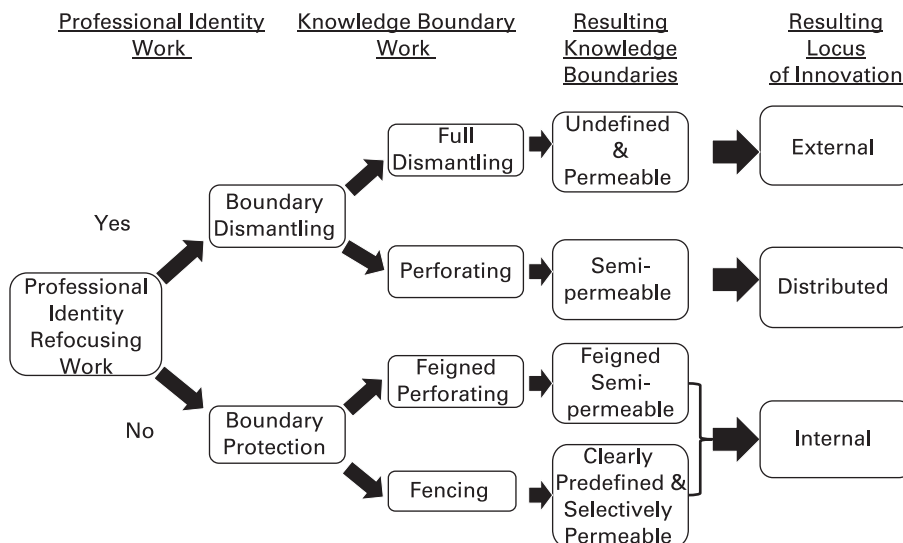 Professional Identity
Work
Knowledge Boundary
Work
Resulting
Knowledge
Boundaries
Resulting
Locus
of Innovation
Full
Dismantling
Undefined
&
Permeable
External
Yes
Boundary
Dismantling
Perforating
Semi-
permeable
Distributed
Professional
Identity
Refocusing
Work
No
Boundary
Protection
Feigned
Perforating
Feigned
Semi-
permeable
Internal
Fencing
Clearly
Predefined &
Selectively
Permeable